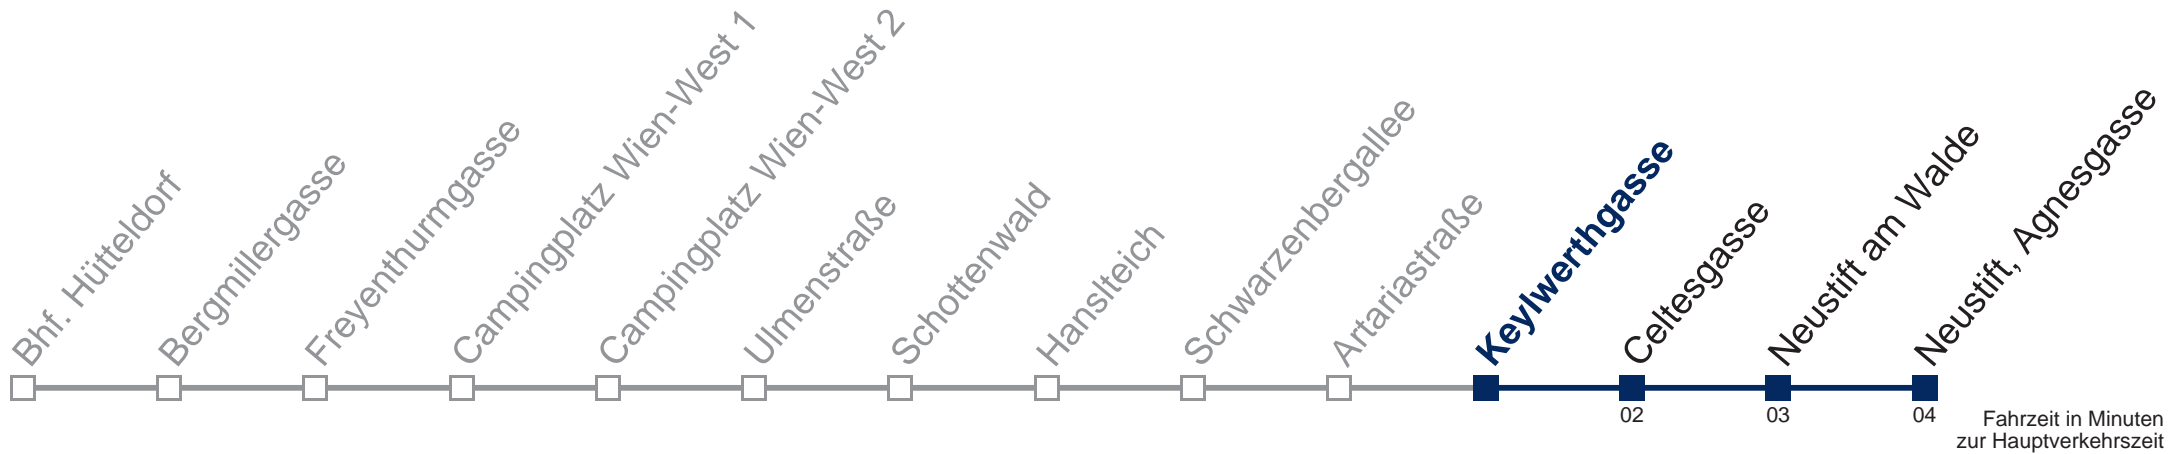 Bhf. Hütteldorf
Bergmillergasse
Freyenthurmgasse
Campingplatz Wien-West 1
Campingplatz Wien-West 2
Ulmenstraße
Schottenwald
Hanslteich
Schwarzenbergallee
Artariastraße
Keylwerthgasse
Celtesgasse
Neustift am Walde
Neustift, Agnesgasse
02
03
04
Fahrzeit in Minuten
zur Hauptverkehrszeit